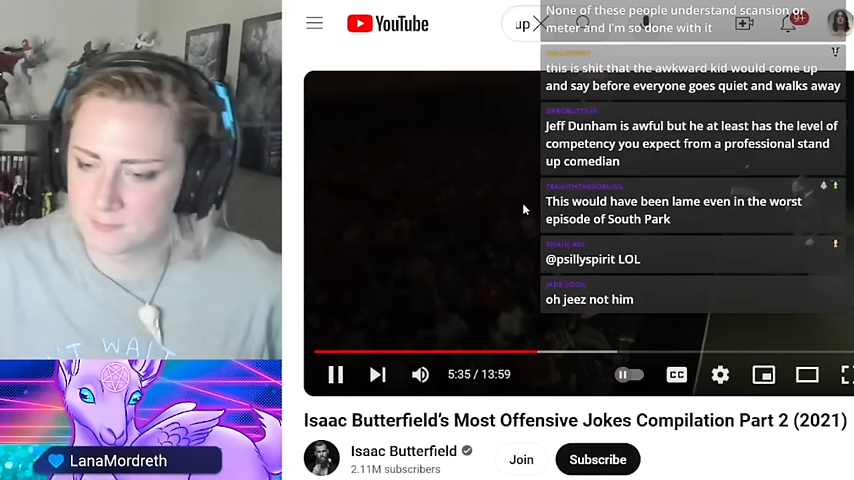 YouTube
up
9+
None of these people understand scansion or
meter and I'm so done with it
this is shit that the awkward kid would come up
and say before everyone goes quiet and walks away
Jeff Dunham is awful but he at least has the level of
competency you expect from a professional stand
up comedian
TEKWITHTHEGOBLINS
This would have been lame even in the worst
episode of South Park
@psillyspirit LOL
oh jeez not him
5:35 / 13:59
CC
Isaac Butterfield's Most Offensive Jokes Compilation Part 2 (2021)
Isaac Butterfield
2.11M subscribers
Join
Subscribe
WAIT
LanaMordreth